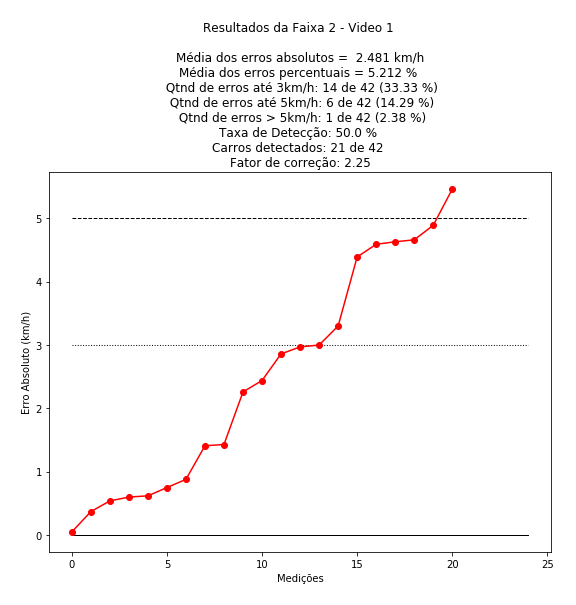 Resultados da Faixa 2 - Video 1
Média dos erros absolutos =  2.481 km/h
Média dos erros percentuais = 5.212 %
Qtnd de erros até 3km/h: 14 de 42 (33.33 %)
Qtnd de erros até 5km/h: 6 de 42 (14.29 %)
Qtnd de erros > 5km/h: 1 de 42 (2.38 %)
Taxa de Detecção: 50.0 %
Carros detectados: 21 de 42
Fator de correção: 2.25
Erro Absoluto (km/h)
5
4
3
2
1
0
0 5 10 15 20 25
Medições